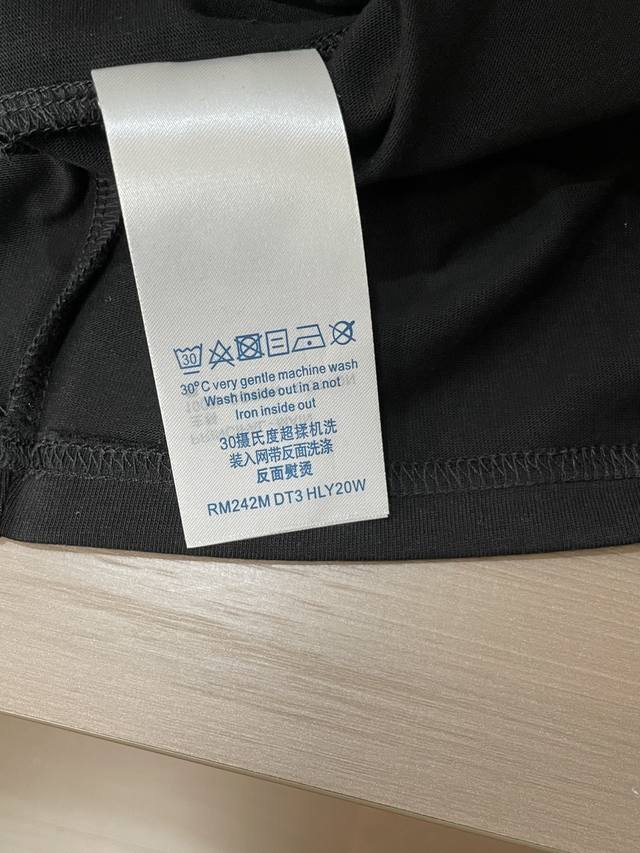 30
30°C very gentle machine wash
Wash inside out in a not
Iron inside out
30摄氏度超揉机洗
装入网带反面洗涤
反面熨烫
RM242M DT3 HLY20W